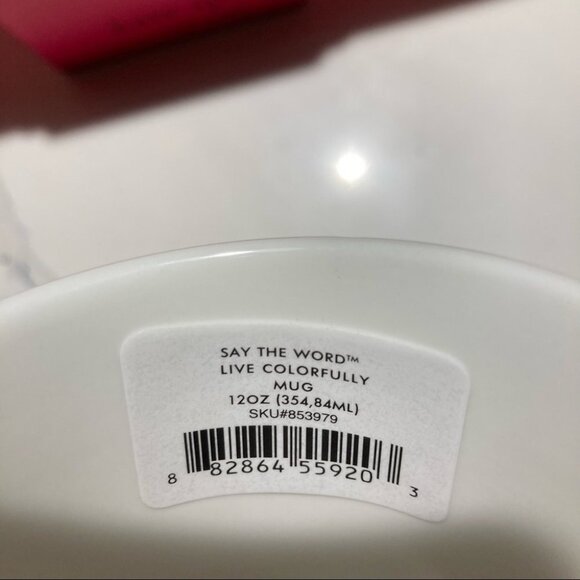 SAY THE WORD™
LIVE COLORFULLY
MUG
12OZ (354,84ML)
SKU#853979
8 82864 55920 3